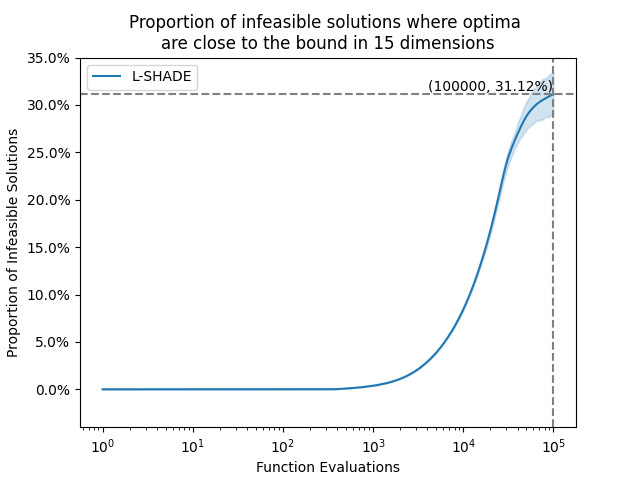 Proportion of infeasible solutions where optima
are close to the bound in 15 dimensions
L-SHADE
(100000, 31.12%)
35.0%
30.0%
25.0%
20.0%
15.0%
10.0%
5.0%
0.0%
Proportion of Infeasible Solutions
10⁰ 10¹ 10² 10³ 10⁴ 10⁵
Function Evaluations